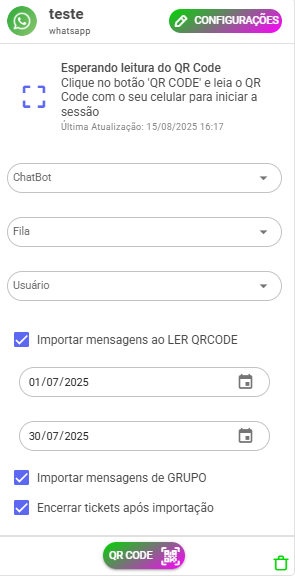 teste
whatsapp
CONFIGURAÇÕES
Esperando leitura do QR Code
Clique no botão 'QR CODE' e leia o QR
Code com o seu celular para iniciar a
sessão
Última Atualização: 15/08/2025 16:17
ChatBot
Fila
Usuário
Importar mensagens ao LER QRCODE
01/07/2025
30/07/2025
Importar mensagens de GRUPO
Encerrar tickets após importação
QR CODE